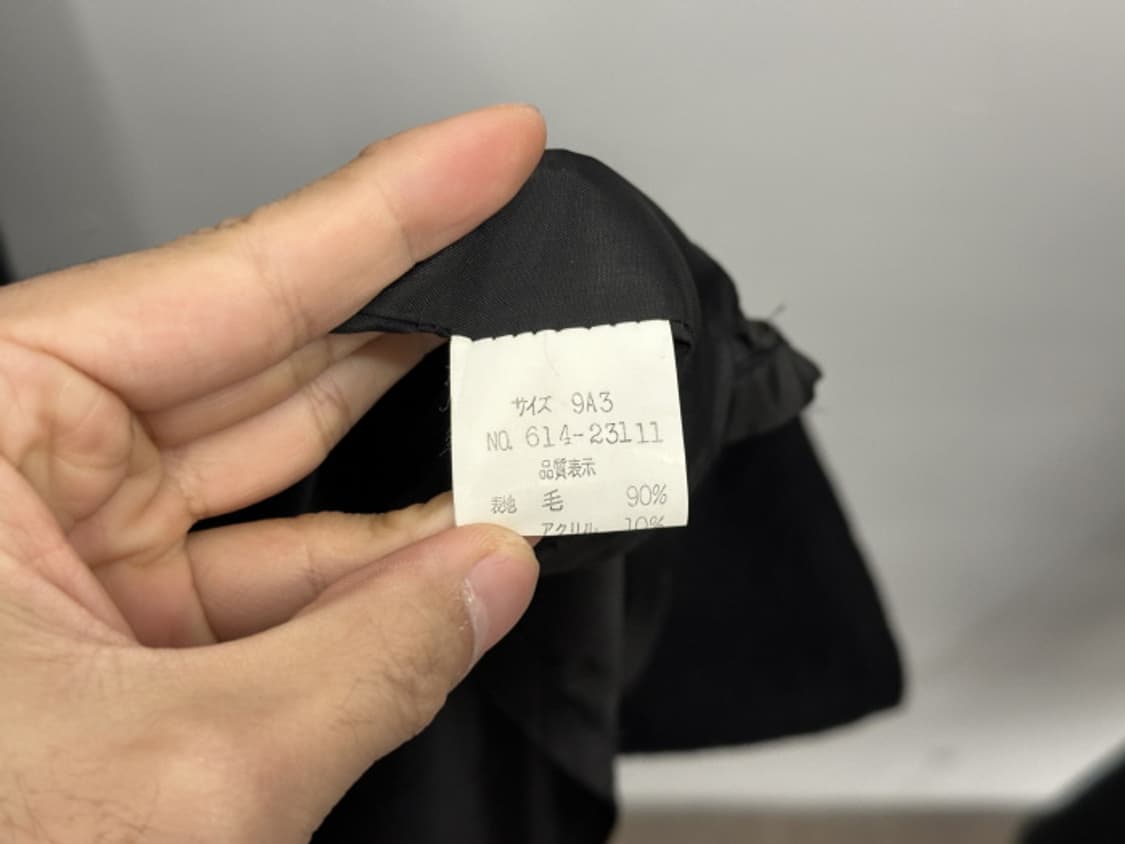 サイズ 9A3
NO. 614-23111
品質表示
表地 毛 90%
アクリル 10%